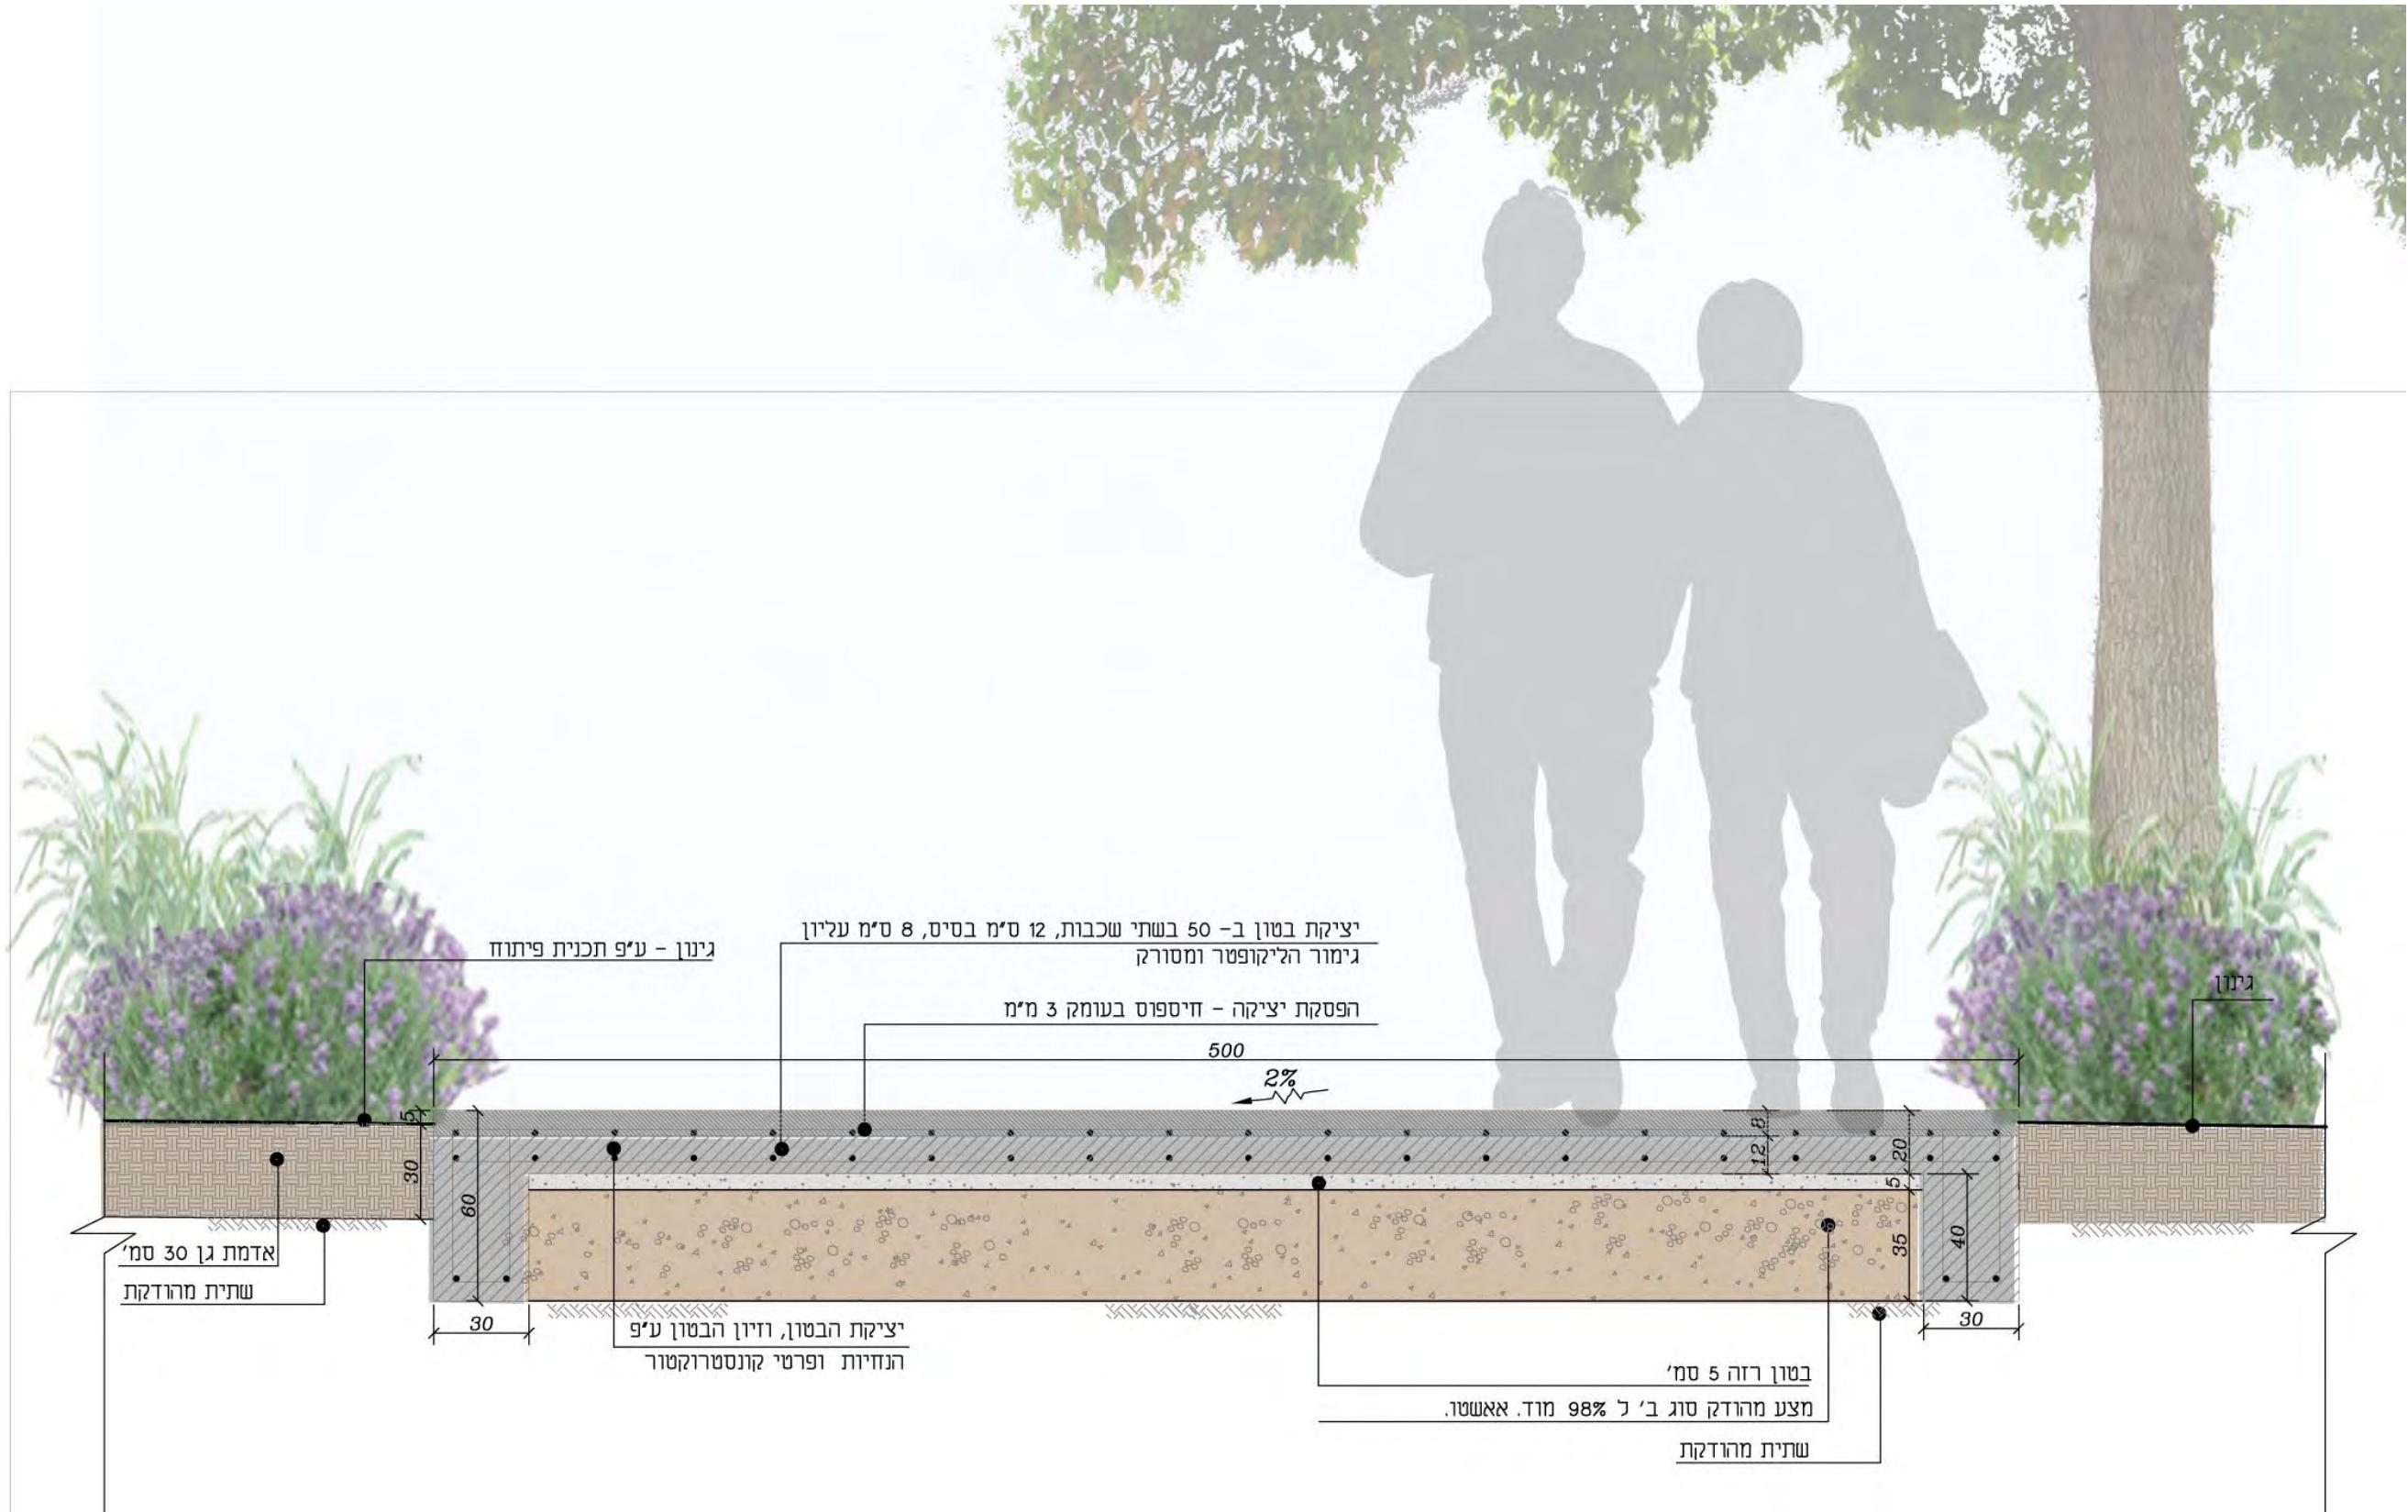 יציקת בטון ב- 50 בשתי שכבות, 12 ס"מ בסיס, 8 ס"מ עליון
גימור הליקופטר ומסורק
גינון - ע"פ תכנית פיתוח
גינון
הפסקת יציקה - חיספוס בעומק 3 מ"מ
500
2%
5
30
60
8
12
20
5
35
40
אדמת גן 30 סמ'
שתית מהודקת
30
30
יציקת הבטון, וזיון הבטון ע"פ
הנחיות ופרטי קונסטרוקטור
בטון רזה 5 סמ'
מצע מהודק סוג ב' ל 98% מוד. אאשטו.
שתית מהודקת